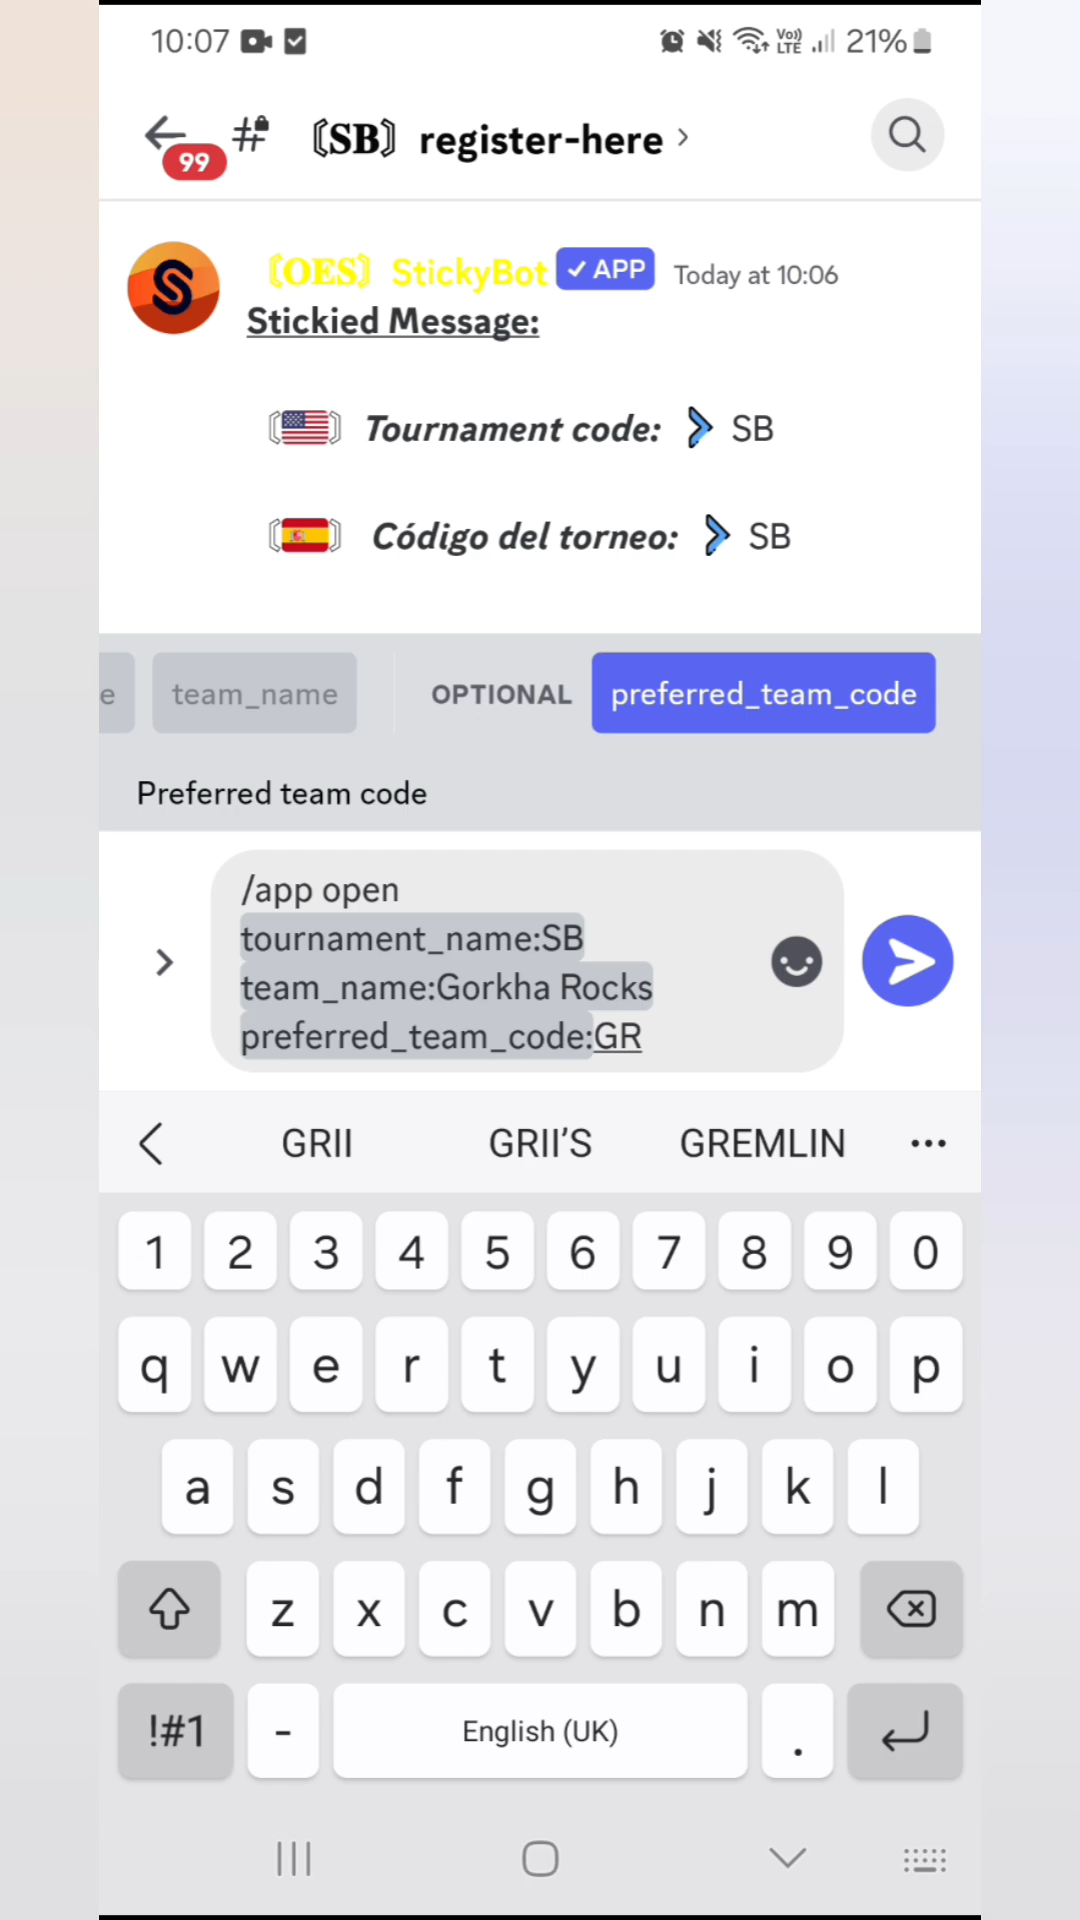 10:07 Vo)) LTE 21%
99 # 〘𝐒𝐁〙 register-here
〘𝐎𝐄𝐒〙 StickyBot ✓ APP Today at 10:06
Stickied Message:
〘🇺🇸〙 Tournament code: SB
〘🇪🇸〙 Código del torneo: SB
e team_name OPTIONAL preferred_team_code
Preferred team code
/app open
tournament_name:SB
team_name:Gorkha Rocks
preferred_team_code:GR
GRII GRII'S GREMLIN
1 2 3 4 5 6 7 8 9 0
q w e r t y u i o p
a s d f g h j k l
z x c v b n m
!#1 - English (UK) .